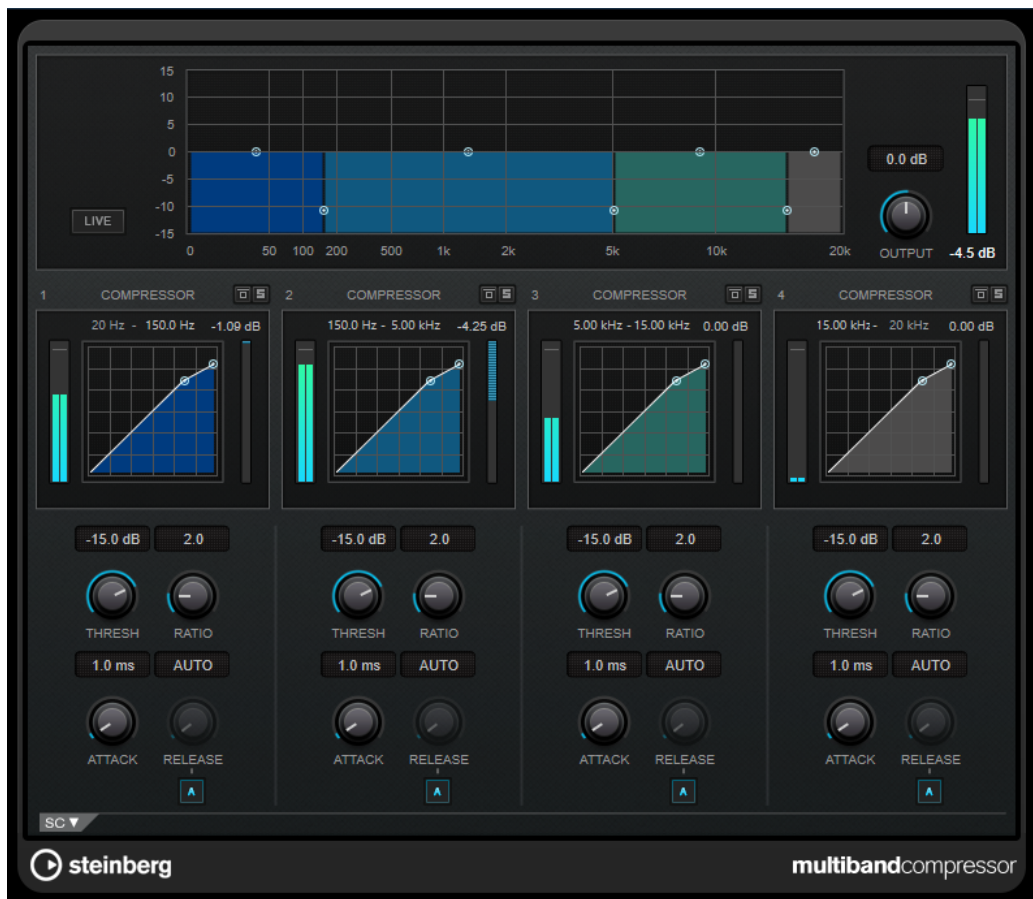 15
10
5
0
-5
-10
-15
LIVE
0 50 100 200 500 1k 2k 5k 10k 20k
0.0 dB
OUTPUT -4.5 dB
1 COMPRESSOR S 2 COMPRESSOR S 3 COMPRESSOR S 4 COMPRESSOR S
20 Hz - 150.0 Hz -1.09 dB 150.0 Hz - 5.00 kHz -4.25 dB 5.00 kHz - 15.00 kHz 0.00 dB 15.00 kHz - 20 kHz 0.00 dB
-15.0 dB 2.0 -15.0 dB 2.0 -15.0 dB 2.0 -15.0 dB 2.0
THRESH RATIO THRESH RATIO THRESH RATIO THRESH RATIO
1.0 ms AUTO 1.0 ms AUTO 1.0 ms AUTO 1.0 ms AUTO
ATTACK RELEASE ATTACK RELEASE ATTACK RELEASE ATTACK RELEASE
A A A A
SC ▼
steinberg multibandcompressor